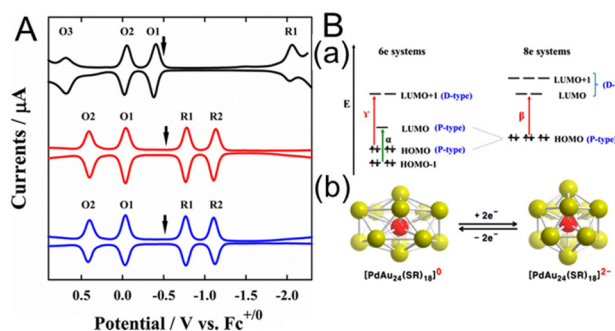 A
O3 O2 O1 R1
O2 O1 R1 R2
O2 O1 R1 R2
Currents / μA
0.5 0.0 -0.5 -1.0 -1.5 -2.0
Potential / V vs. Fc+/0
B
(a)
6e systems 8e systems
E
LUMO+1 (D-type)
LUMO (P-type)
HOMO (P-type)
HOMO-1
γ
α
LUMO+1
LUMO
(D-
β
HOMO (P-type)
(b)
+ 2e⁻
− 2e⁻
[PdAu24(SR)18]0
[PdAu24(SR)18]2-